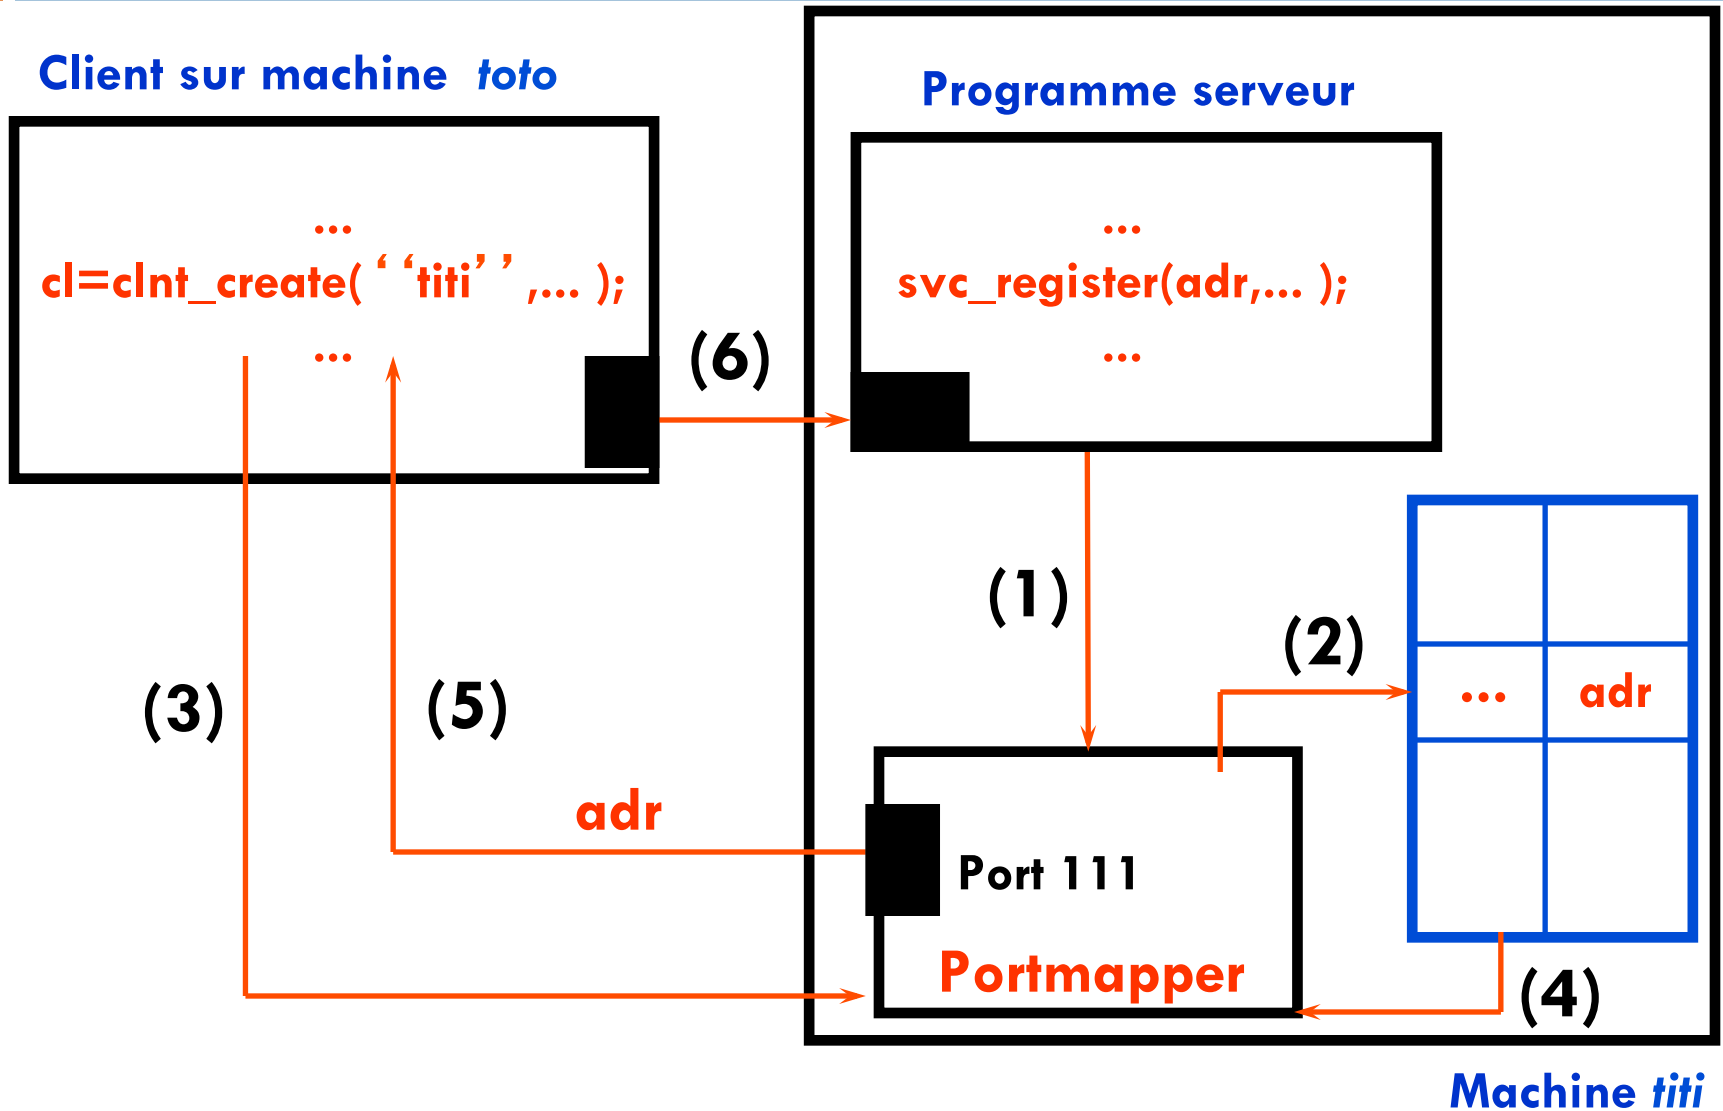 Client sur machine toto
Programme serveur
...
cl=clnt_create(‘‘titi’’,... );
...
...
svc_register(adr,... );
...
(6)
(1)
(2)
... adr
(3)
(5)
adr
Port 111
Portmapper
(4)
Machine titi